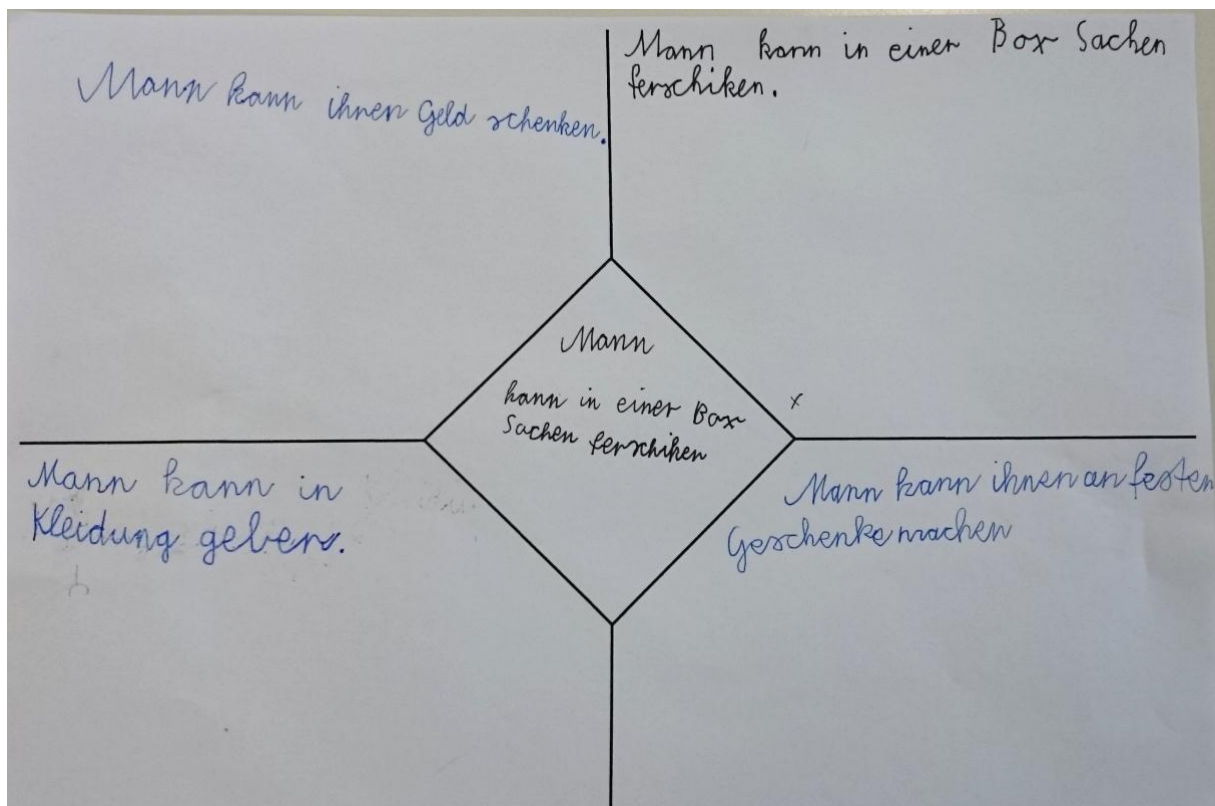 Mann kann ihnen Geld schenken.
Mann kann in einer Box Sachen
ferschiken.
Mann
kann in einer Box
Sachen ferschiken
x
Mann kann in
Kleidung geben.
Mann kann ihnen an festen
Geschenke machen